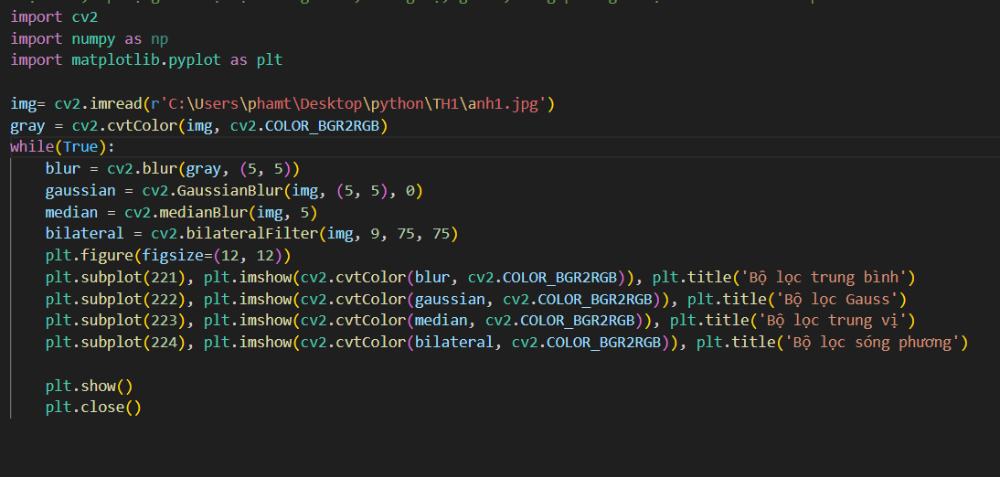 import cv2
import numpy as np
import matplotlib.pyplot as plt

img= cv2.imread(r'C:\Users\phamt\Desktop\python\TH1\anh1.jpg')
gray = cv2.cvtColor(img, cv2.COLOR_BGR2RGB)
while(True):
    blur = cv2.blur(gray, (5, 5))
    gaussian = cv2.GaussianBlur(img, (5, 5), 0)
    median = cv2.medianBlur(img, 5)
    bilateral = cv2.bilateralFilter(img, 9, 75, 75)
    plt.figure(figsize=(12, 12))
    plt.subplot(221), plt.imshow(cv2.cvtColor(blur, cv2.COLOR_BGR2RGB)), plt.title('Bộ lọc trung bình')
    plt.subplot(222), plt.imshow(cv2.cvtColor(gaussian, cv2.COLOR_BGR2RGB)), plt.title('Bộ lọc Gauss')
    plt.subplot(223), plt.imshow(cv2.cvtColor(median, cv2.COLOR_BGR2RGB)), plt.title('Bộ lọc trung vị')
    plt.subplot(224), plt.imshow(cv2.cvtColor(bilateral, cv2.COLOR_BGR2RGB)), plt.title('Bộ lọc sóng phương')

    plt.show()
    plt.close()